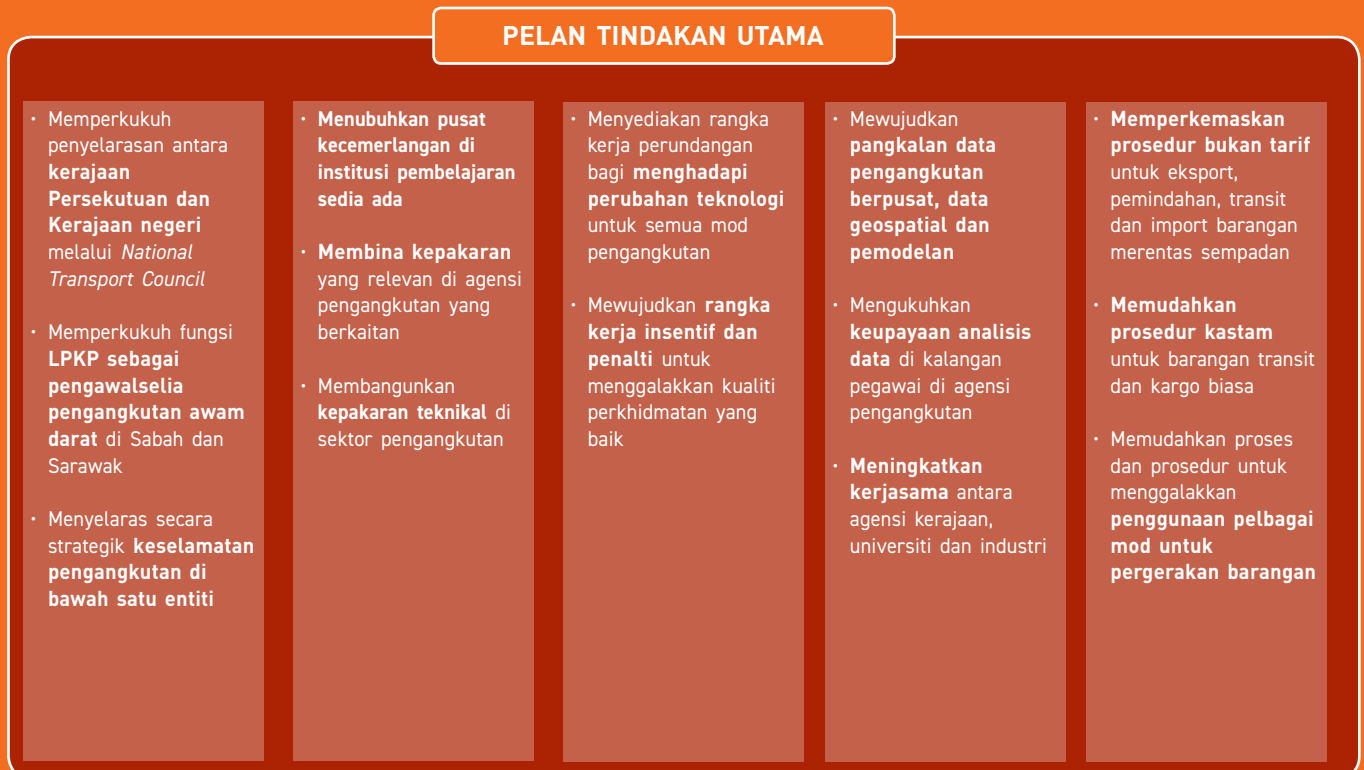 PELAN TINDAKAN UTAMA
• Memperkukuh
penyelarasan antara
kerajaan
Persekutuan dan
Kerajaan negeri
melalui National
Transport Council
• Memperkukuh fungsi
LPKP sebagai
pengawalselia
pengangkutan awam
darat di Sabah dan
Sarawak
• Menyelaras secara
strategik keselamatan
pengangkutan di
bawah satu entiti
• Menubuhkan pusat
kecemerlangan di
institusi pembelajaran
sedia ada
• Membina kepakaran
yang relevan di agensi
pengangkutan yang
berkaitan
• Membangunkan
kepakaran teknikal di
sektor pengangkutan
• Menyediakan rangka
kerja perundangan
bagi menghadapi
perubahan teknologi
untuk semua mod
pengangkutan
• Mewujudkan rangka
kerja insentif dan
penalti untuk
menggalakkan kualiti
perkhidmatan yang
baik
• Mewujudkan
pangkalan data
pengangkutan
berpusat, data
geospatial dan
pemodelan
• Mengukuhkan
keupayaan analisis
data di kalangan
pegawai di agensi
pengangkutan
• Meningkatkan
kerjasama antara
agensi kerajaan,
universiti dan industri
• Memperkemaskan
prosedur bukan tarif
untuk eksport,
pemindahan, transit
dan import barangan
merentas sempadan
• Memudahkan
prosedur kastam
untuk barangan transit
dan kargo biasa
• Memudahkan proses
dan prosedur untuk
menggalakkan
penggunaan pelbagai
mod untuk
pergerakan barangan